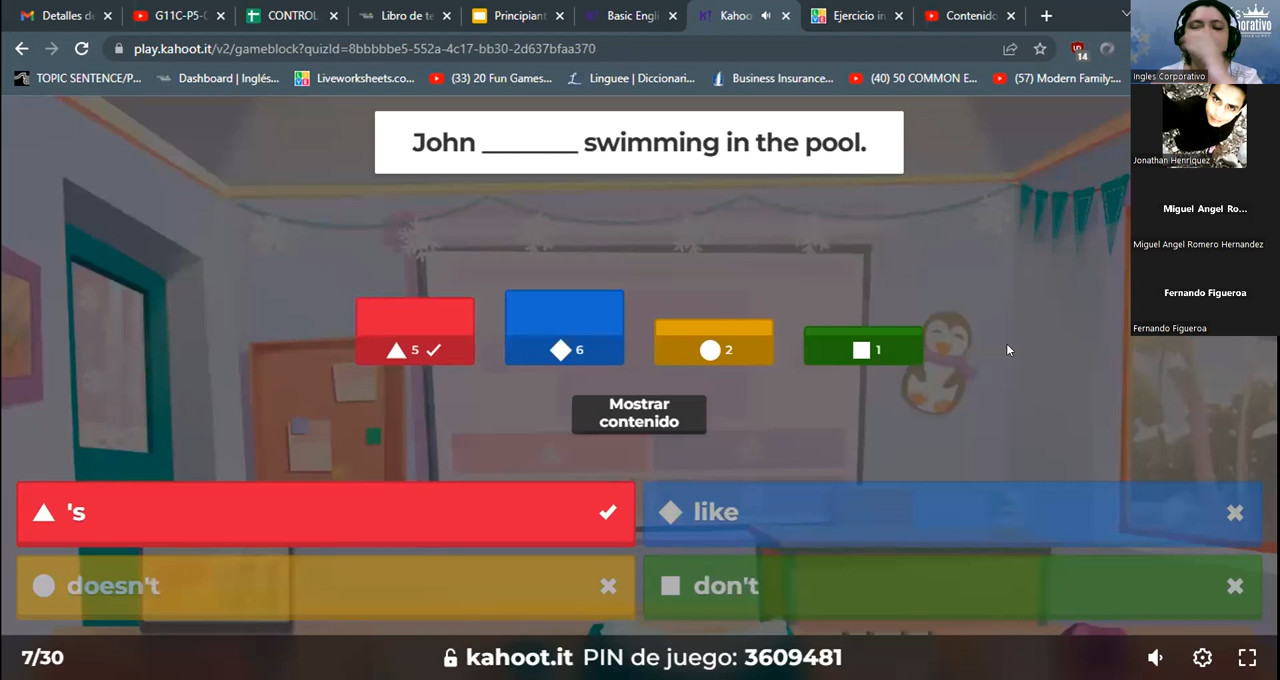 Detalles de
G11C-P5-0
CONTROL
Libro de te
Principiant
Basic Engli
Kahoo
Ejercicio in
Contenido
play.kahoot.it/v2/gameblock?quizId=8bbbbbe5-552a-4c17-bb30-2d637bfaa370
14
TOPIC SENTENCE/P...
Dashboard | Inglés...
Liveworksheets.co...
(33) 20 Fun Games...
Linguee | Diccionari...
Business Insurance...
(40) 50 COMMON E...
(57) Modern Family:...
John _______ swimming in the pool.
5
6
2
1
Mostrar
contenido
's
like
doesn't
don't
7/30
kahoot.it PIN de juego: 3609481
Ingles Corporativo
Jonathan Henriquez
Miguel Angel Ro...
Miguel Angel Romero Hernandez
Fernando Figueroa
Fernando Figueroa